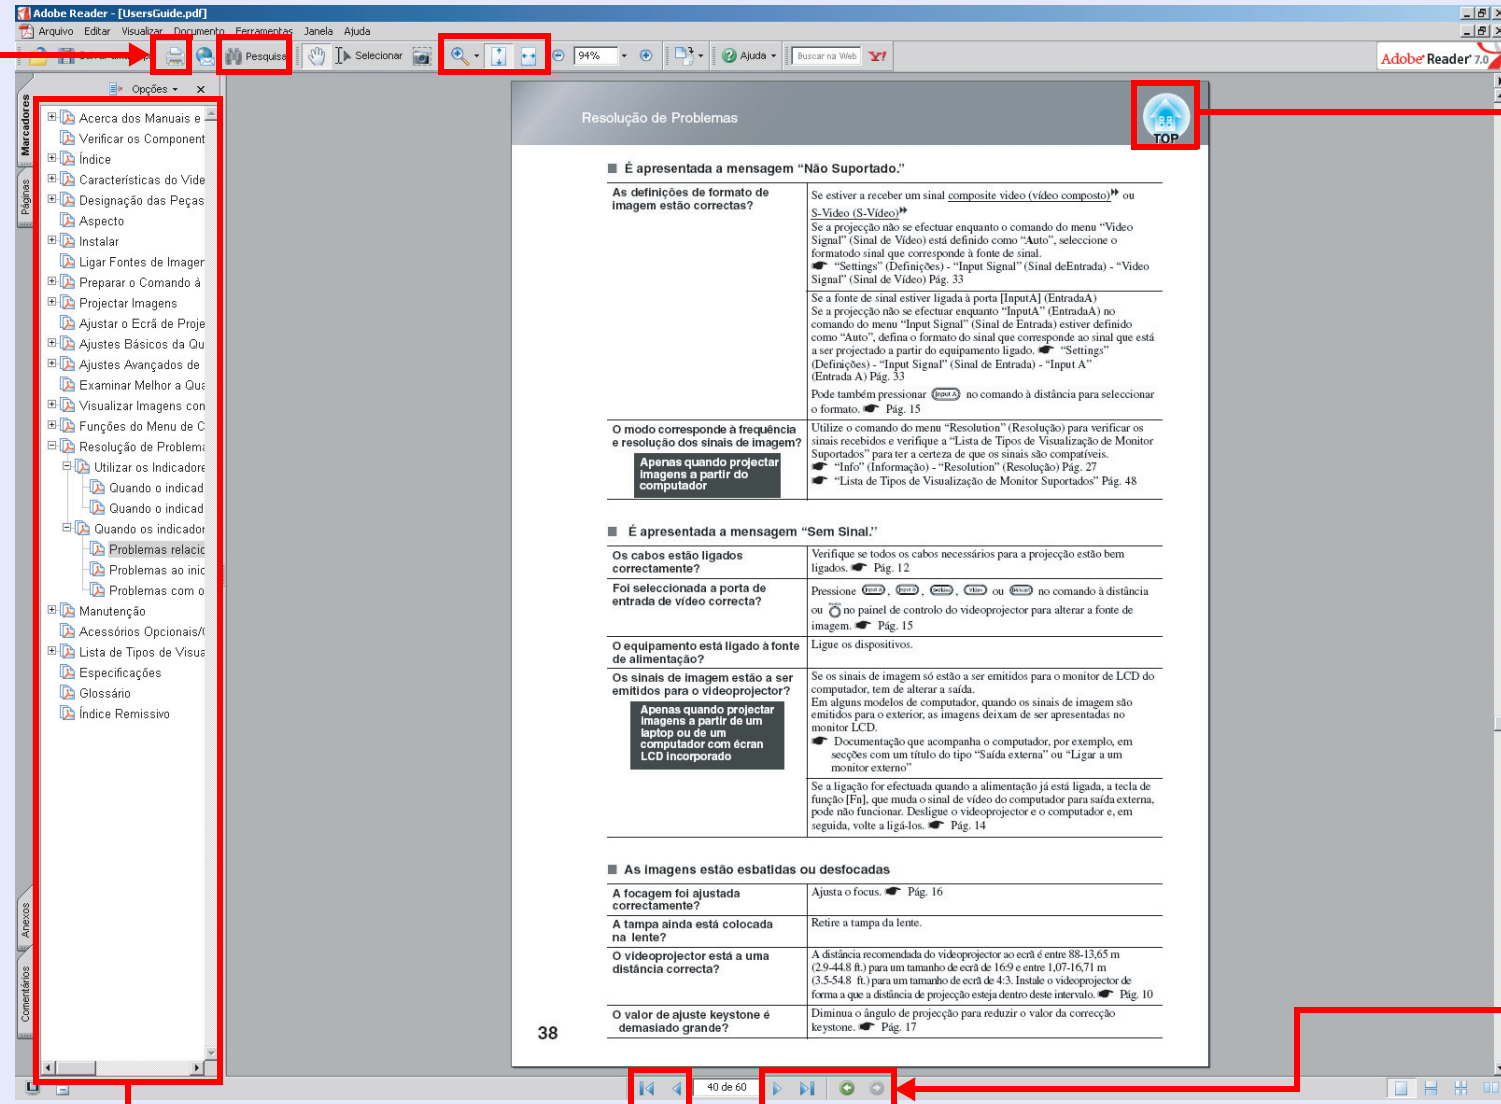 Adobe Reader - [UsersGuide.pdf]
Arquivo Editar Visualizar Documento Ferramentas Janela Ajuda
Pesquisa Selecionar 94% Ajuda Buscar na Web Y! Adobe Reader 7.0
Opções x
Marcadores
Páginas
Anexos
Comentários
Acerca dos Manuais e
Verificar os Component
Índice
Características do Vide
Designação das Peças
Aspecto
Instalar
Ligar Fontes de Imager
Preparar o Comando à
Projectar Imagens
Ajustar o Ecrã de Proje
Ajustes Básicos da Qu
Ajustes Avançados de
Examinar Melhor a Qua
Visualizar Imagens con
Funções do Menu de C
Resolução de Problema
Utilizar os Indicadore
Quando o indicad
Quando o indicad
Quando os indicador
Problemas relacic
Problemas ao inic
Problemas com o
Manutenção
Acessórios Opcionais/
Lista de Tipos de Visua
Especificações
Glossário
Índice Remissivo
Resolução de Problemas
TOP
■ É apresentada a mensagem “Não Suportado.”
As definições de formato de
imagem estão correctas?
Se estiver a receber um sinal composite video (vídeo composto) ou
S-Video (S-Vídeo)
Se a projecção não se efectuar enquanto o comando do menu “Video
Signal” (Sinal de Vídeo) está definido como “Auto”, seleccione o
formatodo sinal que corresponde à fonte de sinal.
“Settings” (Definições) - “Input Signal” (Sinal deEntrada) - “Video
Signal” (Sinal de Vídeo) Pág. 33
Se a fonte de sinal estiver ligada à porta [InputA] (EntradaA)
Se a projecção não se efectuar enquanto “InputA” (EntradaA) no
comando do menu “Input Signal” (Sinal de Entrada) estiver definido
como “Auto”, defina o formato do sinal que corresponde ao sinal que está
a ser projectado a partir do equipamento ligado. “Settings”
(Definições) - “Input Signal” (Sinal de Entrada) - “Input A”
(Entrada A) Pág. 33
Pode também pressionar Input A no comando à distância para seleccionar
o formato. Pág. 15
O modo corresponde à frequência
e resolução dos sinais de imagem?
Apenas quando projectar
imagens a partir do
computador
Utilize o comando do menu “Resolution” (Resolução) para verificar os
sinais recebidos e verifique a “Lista de Tipos de Visualização de Monitor
Suportados” para ter a certeza de que os sinais são compatíveis.
“Info” (Informação) - “Resolution” (Resolução) Pág. 27
“Lista de Tipos de Visualização de Monitor Suportados” Pág. 48
■ É apresentada a mensagem “Sem Sinal.”
Os cabos estão ligados
correctamente?
Verifique se todos os cabos necessários para a projecção estão bem
ligados. Pág. 12
Foi seleccionada a porta de
entrada de vídeo correcta?
Pressione Input A, Input B, S-Video, Video ou no comando à distância
ou no painel de controlo do videoprojector para alterar a fonte de
imagem. Pág. 15
O equipamento está ligado à fonte
de alimentação?
Ligue os dispositivos.
Os sinais de imagem estão a ser
emitidos para o videoprojector?
Apenas quando projectar
imagens a partir de um
laptop ou de um
computador com écran
LCD incorporado
Se os sinais de imagem só estão a ser emitidos para o monitor de LCD do
computador, tem de alterar a saída.
Em alguns modelos de computador, quando os sinais de imagem são
emitidos para o exterior, as imagens deixam de ser apresentadas no
monitor LCD.
Documentação que acompanha o computador, por exemplo, em
secções com um título do tipo “Saída externa” ou “Ligar a um
monitor externo”
Se a ligação for efectuada quando a alimentação já está ligada, a tecla de
função [Fn], que muda o sinal de vídeo do computador para saída externa,
pode não funcionar. Desligue o videoprojector e o computador e, em
seguida, volte a ligá-los. Pág. 14
■ As imagens estão esbatidas ou desfocadas
A focagem foi ajustada
correctamente?
Ajusta o focus. Pág. 16
A tampa ainda está colocada
na lente?
Retire a tampa da lente.
O videoprojector está a uma
distância correcta?
A distância recomendada do videoprojector ao ecrã é entre 88-13,65 m
(2.9-44.8 ft.) para um tamanho de ecrã de 16:9 e entre 1,07-16,71 m
(3.5-54.8 ft.) para um tamanho de ecrã de 4:3. Instale o videoprojector de
forma a que a distância de projecção esteja dentro deste intervalo. Pág. 10
O valor de ajuste keystone é
demasiado grande?
Diminua o ângulo de projecção para reduzir o valor da correcção
keystone. Pág. 17
38
40 de 60